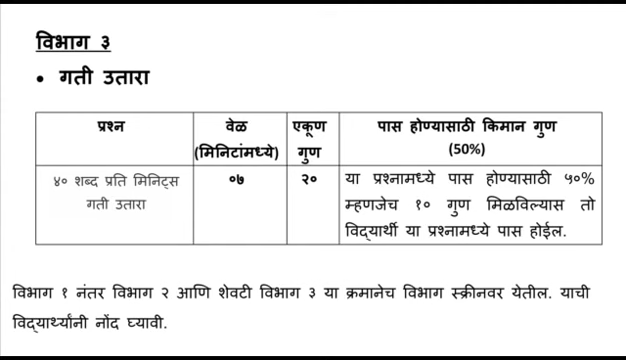 विभाग ३
• गती उतारा
प्रश्न
वेळ
(मिनिटांमध्ये)
एकूण
गुण
पास होण्यासाठी किमान गुण
(50%)
४० शब्द प्रति मिनिट्स
गती उतारा
०७
२०
या प्रश्नामध्ये पास होण्यासाठी ५०%
म्हणजेच १० गुण मिळविल्यास तो
विद्यार्थी या प्रश्नामध्ये पास होईल.
विभाग १ नंतर विभाग २ आणि शेवटी विभाग ३ या क्रमानेच विभाग स्क्रीनवर येतील. याची
विद्यार्थ्यांनी नोंद घ्यावी.